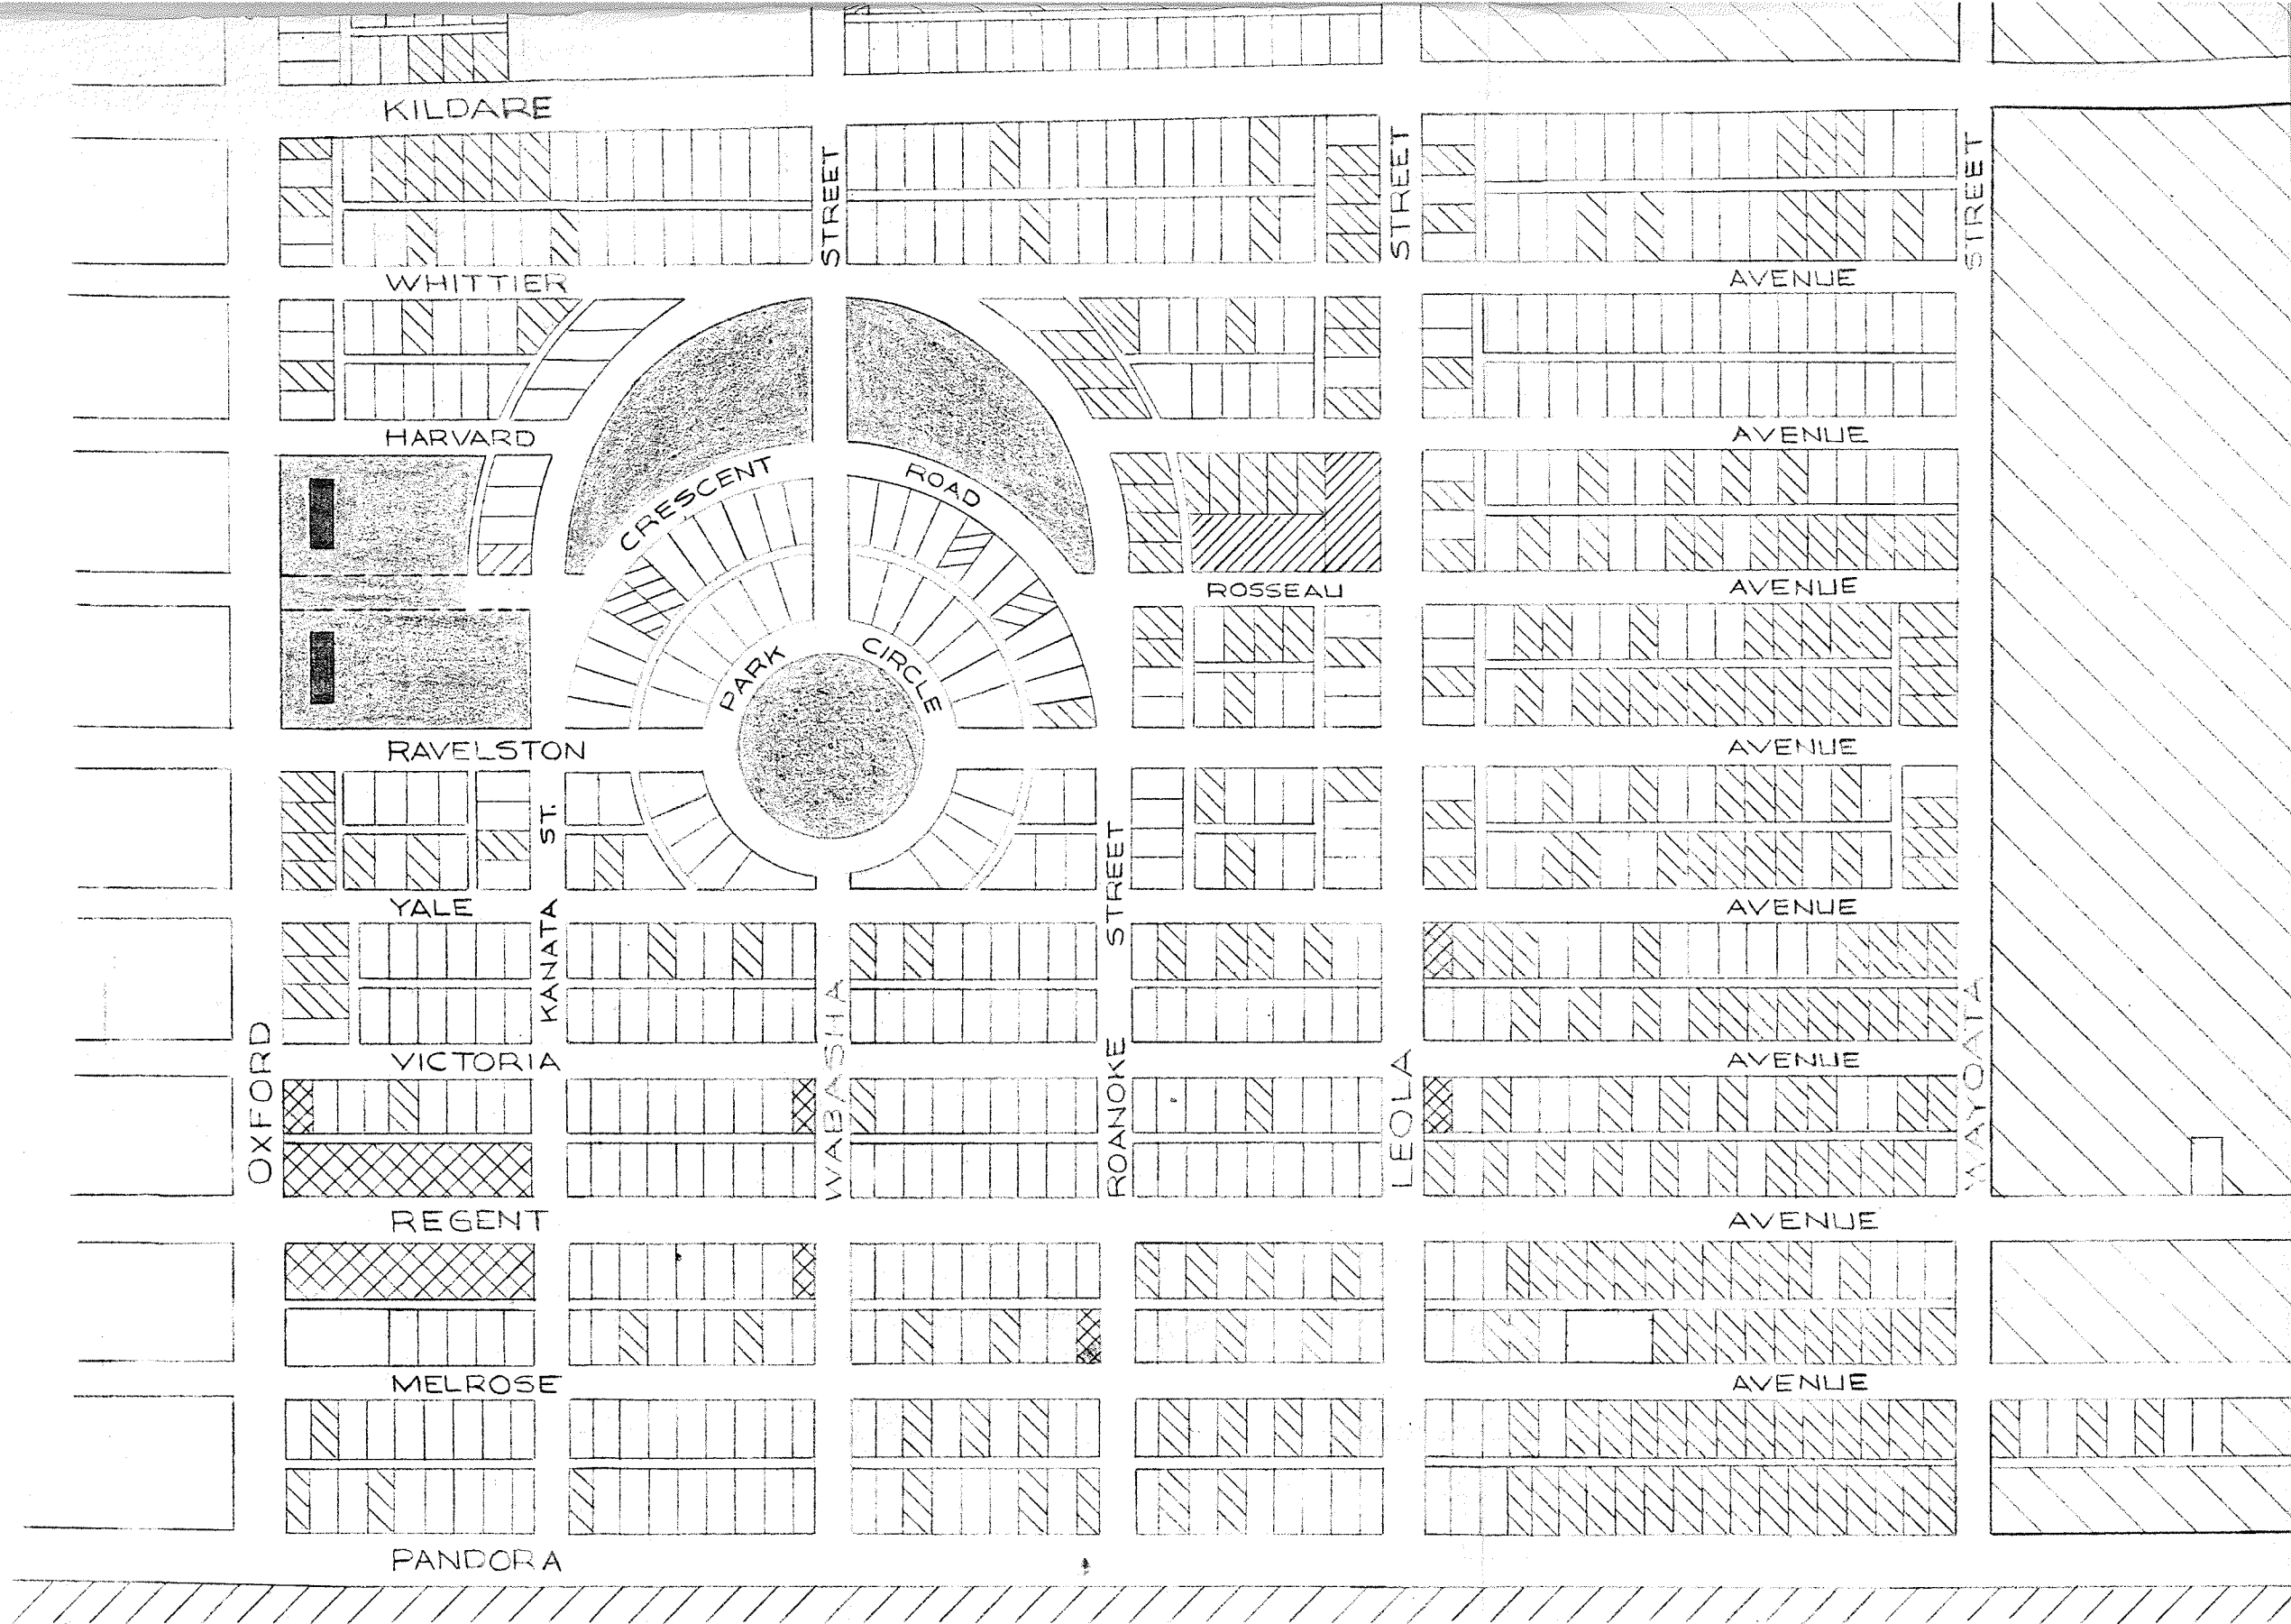 KILDARE
STREET
STREET
STREET
WHITTIER
AVENUE
HARVARD
AVENUE
CRESCENT
ROAD
ROSSEAU
AVENUE
PARK
CIRCLE
RAVELSTON
AVENUE
KANATA ST.
ROANOKE STREET
YALE
AVENUE
VICTORIA
AVENUE
OXFORD
WABASHA
LEOLA
WAYOATA
REGENT
AVENUE
MELROSE
AVENUE
PANDORA